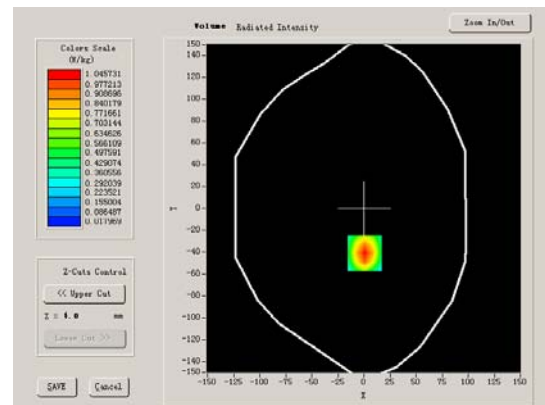 Volume Radiated Intensity
Zoom In/Out
Colors Scale
(W/kg)
1.045731
0.977213
0.908696
0.840179
0.771661
0.703144
0.634626
0.566109
0.497591
0.429074
0.360556
0.292039
0.223521
0.155004
0.086487
0.017969
Z-Cuts Control
<< Upper Cut
Z = 4.0 mm
Lower Cut >>
SAVE Cancel
150
120
100
80
60
40
20
0
-20
-40
-60
-80
-100
-120
-140
-150
-150 -125 -100 -75 -50 -25 0 25 50 75 100 125 150
X
Y